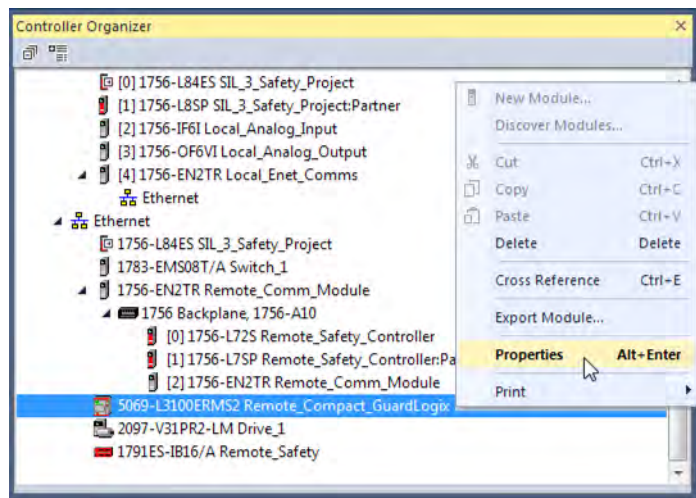 Controller Organizer
[0] 1756-L84ES SIL_3_Safety_Project
[1] 1756-L8SP SIL_3_Safety_Project:Partner
[2] 1756-IF6I Local_Analog_Input
[3] 1756-OF6VI Local_Analog_Output
[4] 1756-EN2TR Local_Enet_Comms
Ethernet
Ethernet
1756-L84ES SIL_3_Safety_Project
1783-EMS08T/A Switch_1
1756-EN2TR Remote_Comm_Module
1756 Backplane, 1756-A10
[0] 1756-L72S Remote_Safety_Controller
[1] 1756-L7SP Remote_Safety_Controller:Pa
[2] 1756-EN2TR Remote_Comm_Module
5069-L3100ERMS2 Remote_Compact_GuardLogix
2097-V31PR2-LM Drive_1
1791ES-IB16/A Remote_Safety
New Module...
Discover Modules...
Cut Ctrl+X
Copy Ctrl+C
Paste Ctrl+V
Delete Delete
Cross Reference Ctrl+E
Export Module...
Properties Alt+Enter
Print